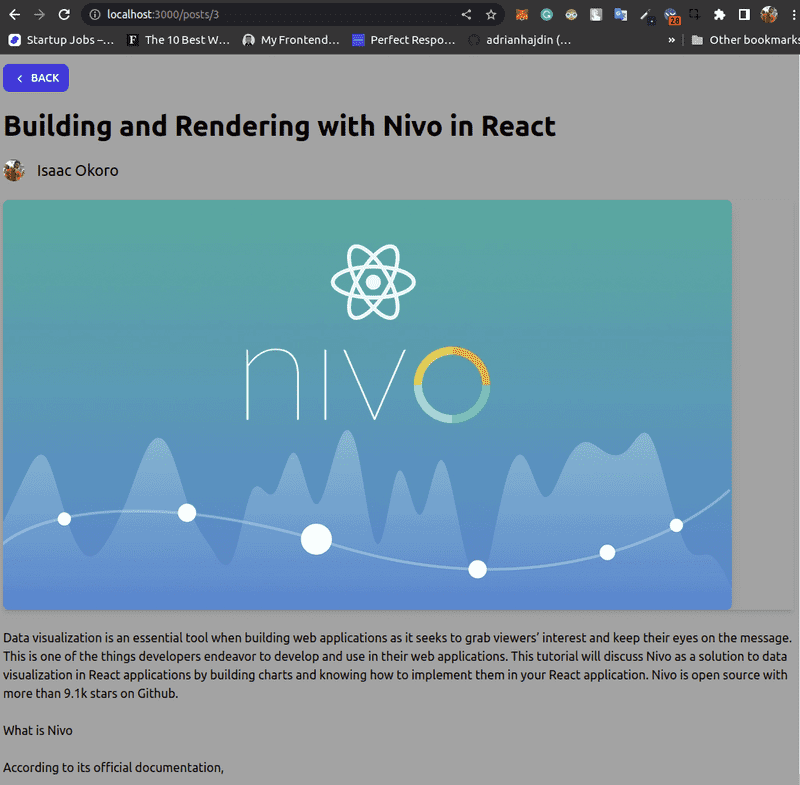 localhost:3000/posts/3
28
Startup Jobs –... The 10 Best W... My Frontend... Perfect Respo... adrianhajdin (... » Other bookmarks
BACK
Building and Rendering with Nivo in React
Isaac Okoro
nivo
Data visualization is an essential tool when building web applications as it seeks to grab viewers’ interest and keep their eyes on the message.
This is one of the things developers endeavor to develop and use in their web applications. This tutorial will discuss Nivo as a solution to data
visualization in React applications by building charts and knowing how to implement them in your React application. Nivo is open source with
more than 9.1k stars on Github.
What is Nivo
According to its official documentation,